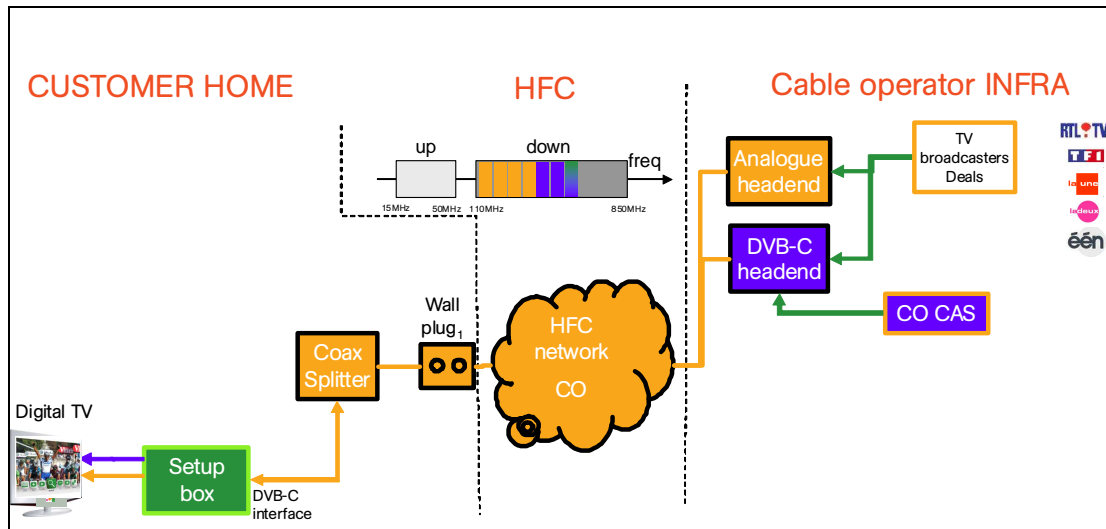 CUSTOMER HOME
HFC
Cable operator INFRA
up
down
freq
15MHz
50MHz
110MHz
850MHz
Analogue
headend
TV
broadcasters
Deals
RTL TVI
TF1
la une
la deux
één
DVB-C
headend
CO CAS
Wall
plug1
HFC
network
CO
Coax
Splitter
Digital TV
Setup
box
DVB-C
interface